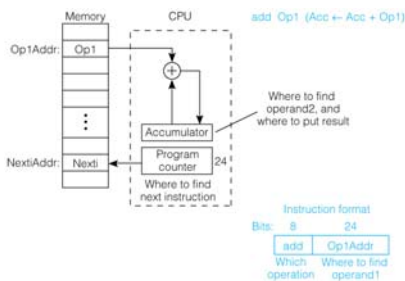 Memory
CPU
add Op1 (Acc ← Acc + Op1)
Op1Addr:
Op1
+
Where to find
operand2, and
where to put result
Accumulator
NextiAddr:
Nexti
Program
counter
24
Where to find
next instruction
Instruction format
Bits: 8 24
add Op1Addr
Which Where to find
operation operand1